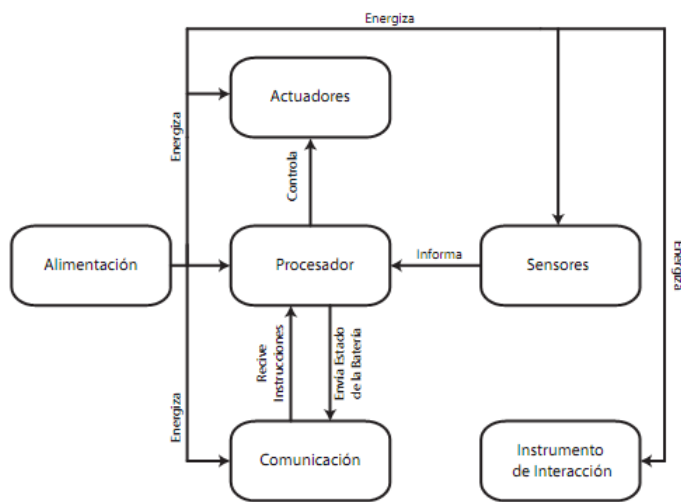 Energiza
Actuadores
Energiza
Controla
Alimentación
Procesador
Informa
Sensores
Energiza
Recive
Instrucciones
Envía Estado
de la Batería
Energiza
Comunicación
Instrumento
de Interacción